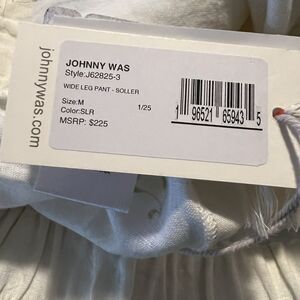 johnnywas.com
JOHNNY WAS
Style:J62825-3
WIDE LEG PANT - SOLLER
Size:M 1/25
Color:SLR
MSRP: $225
1 96521 65943 5